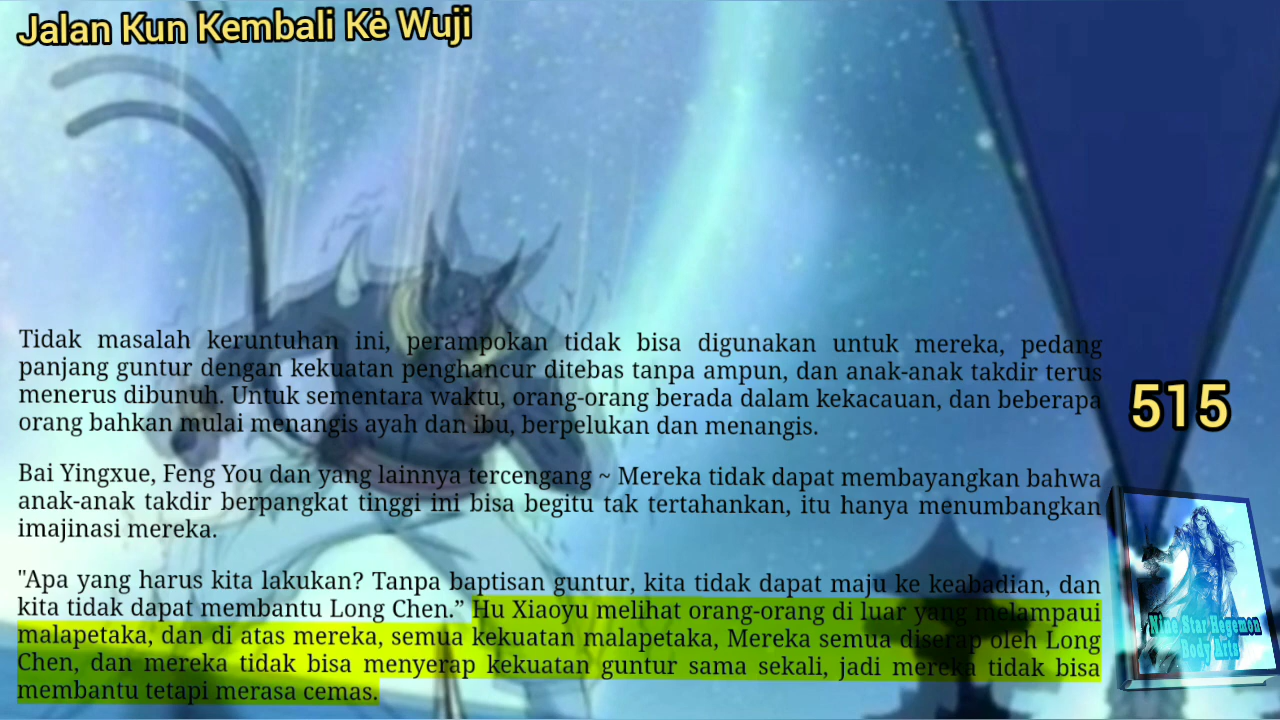 Jalan Kun Kembali Kė Wuji
Tidak masalah keruntuhan ini, perampokan tidak bisa digunakan untuk mereka, pedang
panjang guntur dengan kekuatan penghancur ditebas tanpa ampun, dan anak-anak takdir terus
menerus dibunuh. Untuk sementara waktu, orang-orang berada dalam kekacauan, dan beberapa
orang bahkan mulai menangis ayah dan ibu, berpelukan dan menangis.
515
Bai Yingxue, Feng You dan yang lainnya tercengang ~ Mereka tidak dapat membayangkan bahwa
anak-anak takdir berpangkat tinggi ini bisa begitu tak tertahankan, itu hanya menumbangkan
imajinasi mereka.
"Apa yang harus kita lakukan? Tanpa baptisan guntur, kita tidak dapat maju ke keabadian, dan
kita tidak dapat membantu Long Chen.” Hu Xiaoyu melihat orang-orang di luar yang melampaui
malapetaka, dan di atas mereka, semua kekuatan malapetaka, Mereka semua diserap oleh Long
Chen, dan mereka tidak bisa menyerap kekuatan guntur sama sekali, jadi mereka tidak bisa
membantu tetapi merasa cemas.
Nine Star Hegemon
Body Arts